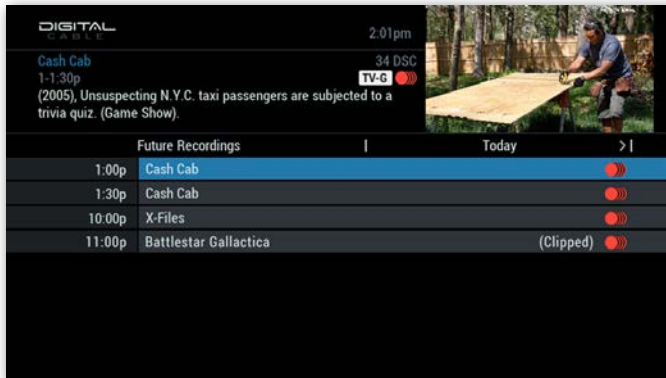 DIGITAL
CABLE
2:01pm
Cash Cab
34 DSC
1-1:30p
TV-G
(2005), Unsuspecting N.Y.C. taxi passengers are subjected to a
trivia quiz. (Game Show).
Future Recordings | Today >|
1:00p Cash Cab
1:30p Cash Cab
10:00p X-Files
11:00p Battlestar Gallactica (Clipped)